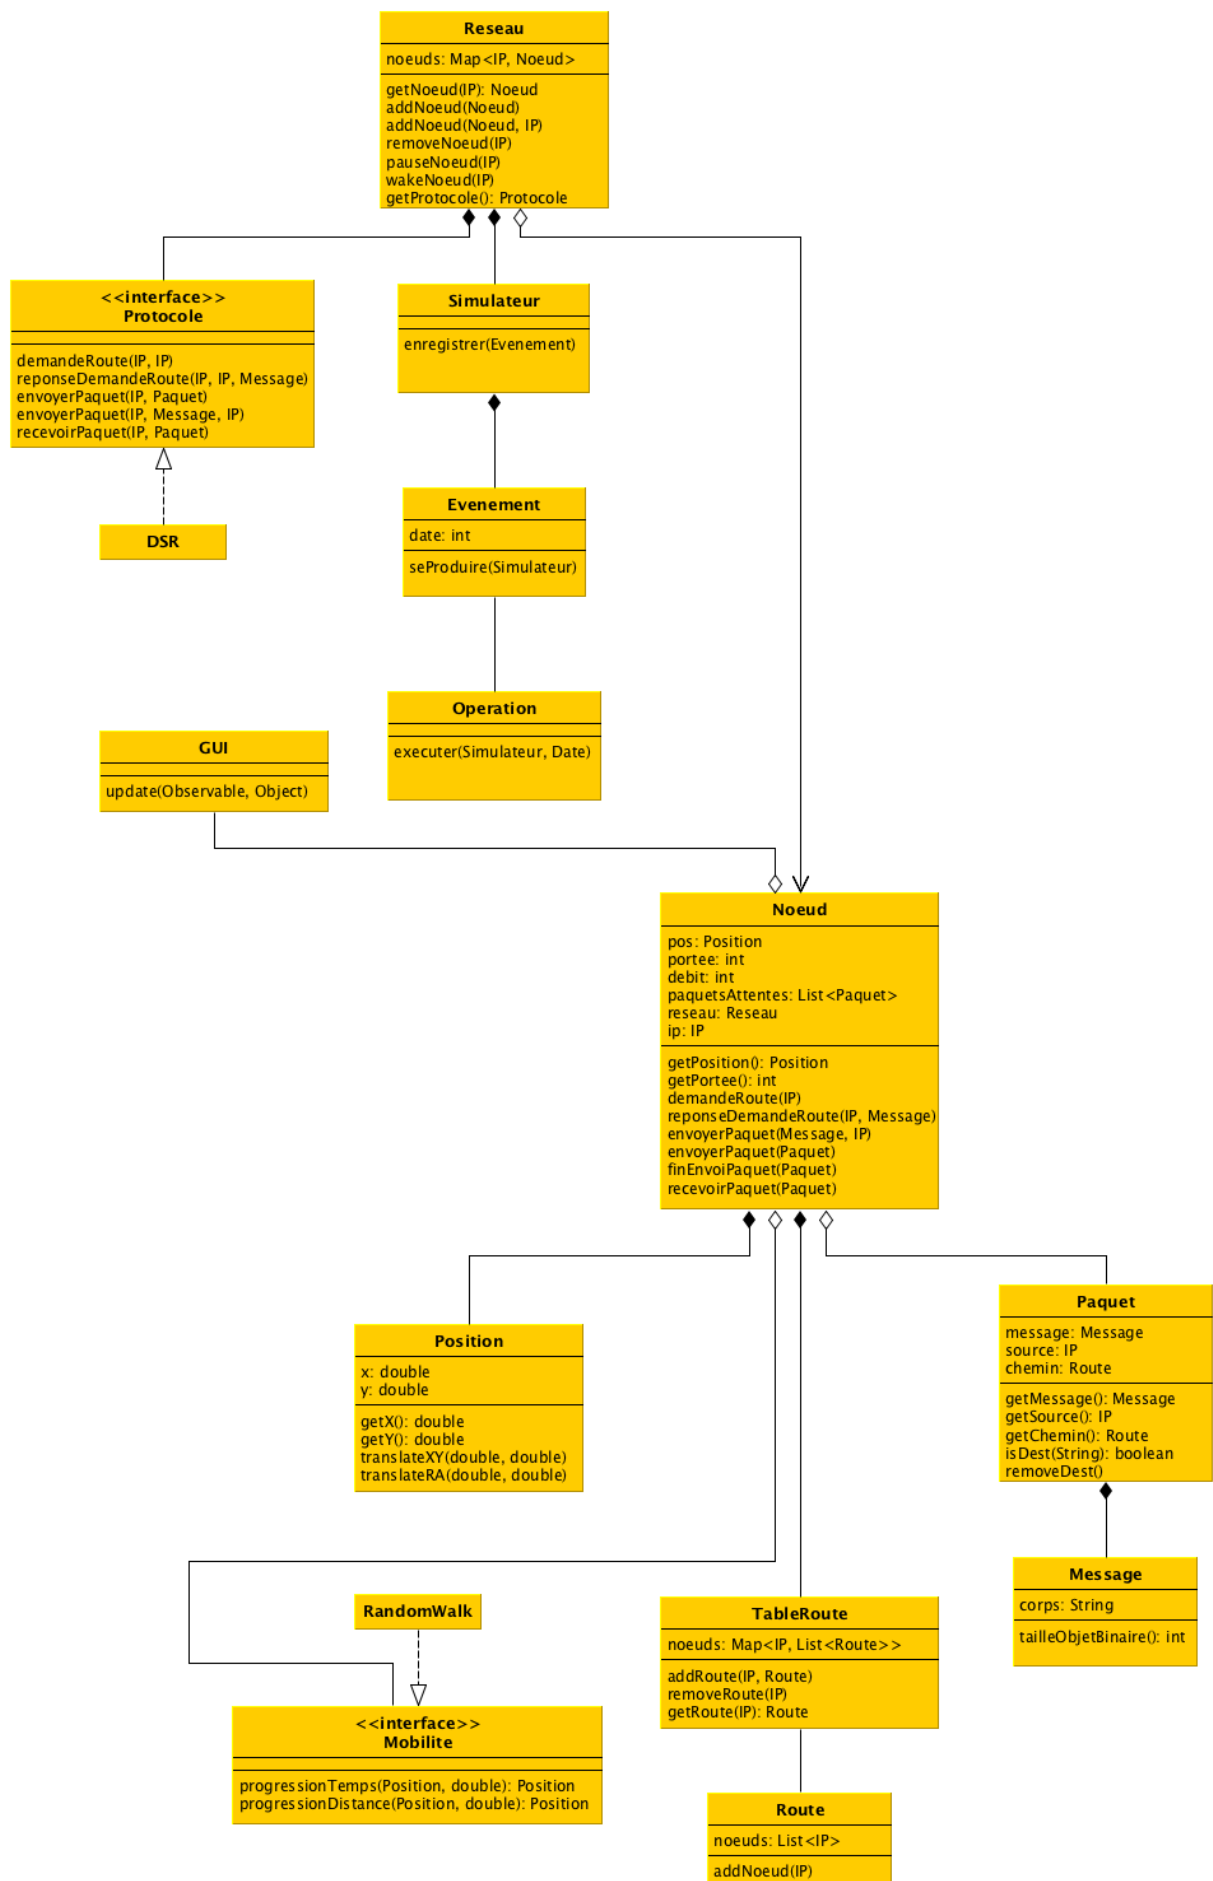 Reseau
noeuds: Map<IP, Noeud>
getNoeud(IP): Noeud
addNoeud(Noeud)
addNoeud(Noeud, IP)
removeNoeud(IP)
pauseNoeud(IP)
wakeNoeud(IP)
getProtocole(): Protocole
<<interface>>
Protocole
demandeRoute(IP, IP)
reponseDemandeRoute(IP, IP, Message)
envoyerPaquet(IP, Paquet)
envoyerPaquet(IP, Message, IP)
recevoirPaquet(IP, Paquet)
Simulateur
enregistrer(Evenement)
DSR
Evenement
date: int
seProduire(Simulateur)
Operation
executer(Simulateur, Date)
GUI
update(Observable, Object)
Noeud
pos: Position
portee: int
debit: int
paquetsAttentes: List<Paquet>
reseau: Reseau
ip: IP
getPosition(): Position
getPortee(): int
demandeRoute(IP)
reponseDemandeRoute(IP, Message)
envoyerPaquet(Message, IP)
envoyerPaquet(Paquet)
finEnvoiPaquet(Paquet)
recevoirPaquet(Paquet)
Position
x: double
y: double
getX(): double
getY(): double
translateXY(double, double)
translateRA(double, double)
Paquet
message: Message
source: IP
chemin: Route
getMessage(): Message
getSource(): IP
getChemin(): Route
isDest(String): boolean
removeDest()
Message
corps: String
tailleObjetBinaire(): int
RandomWalk
<<interface>>
Mobilite
progressionTemps(Position, double): Position
progressionDistance(Position, double): Position
TableRoute
noeuds: Map<IP, List<Route>>
addRoute(IP, Route)
removeRoute(IP)
getRoute(IP): Route
Route
noeuds: List<IP>
addNoeud(IP)